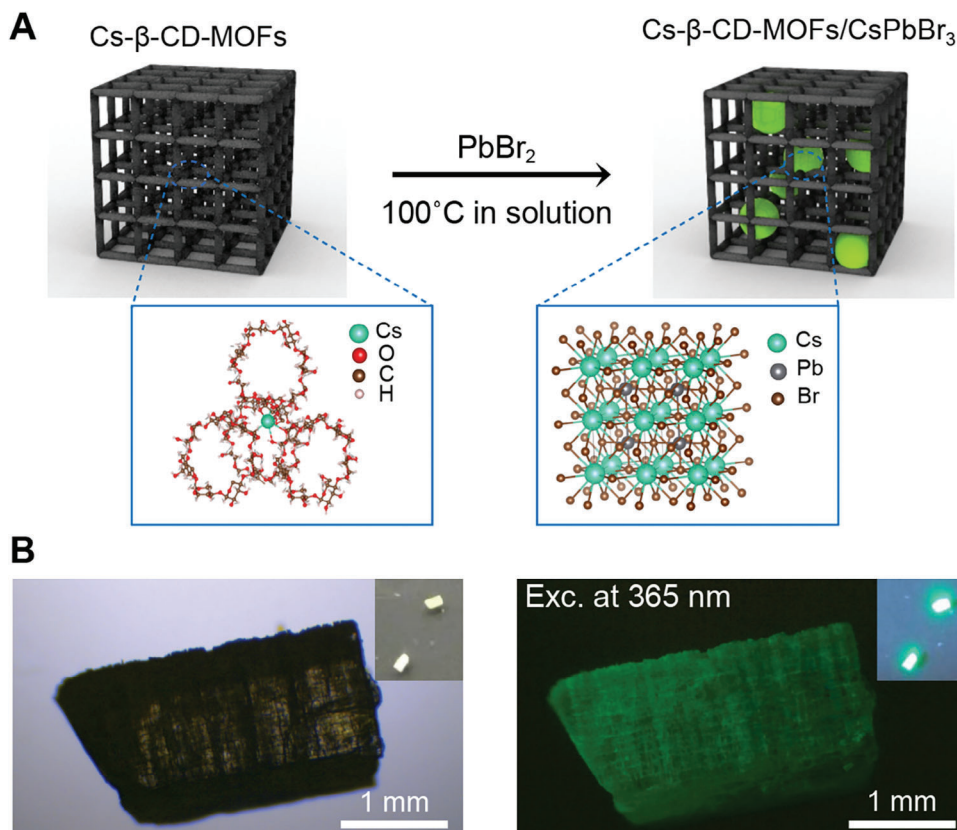 A
Cs-β-CD-MOFs
Cs-β-CD-MOFs/CsPbBr₃
PbBr₂
100°C in solution
Cs
O
C
H
Cs
Pb
Br
B
1 mm
Exc. at 365 nm
1 mm